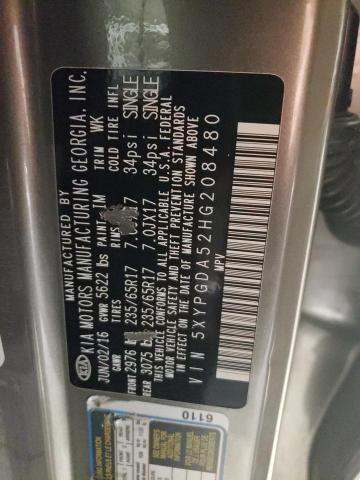 MANUFACTURED BY
KIA MOTORS MANUFACTURING GEORGIA, INC.
JUN/02/16 GVWR 5622 lbs PAINT IM TRIM WK
GAWR TIRES RIMS COLD TIRE INFL
FRONT 2976 235/65R17 34psi SINGLE
REAR 3075 lbs 235/65R17 7.0JX17 34psi SINGLE
THIS VEHICLE CONFORMS TO ALL APPLICABLE U.S.A. FEDERAL
MOTOR VEHICLE SAFETY AND THEFT PREVENTION STANDARDS
IN EFFECT ON THE DATE OF MANUFACTURE SHOWN ABOVE
VIN 5XYPGDA52HG208480
MPV
6110